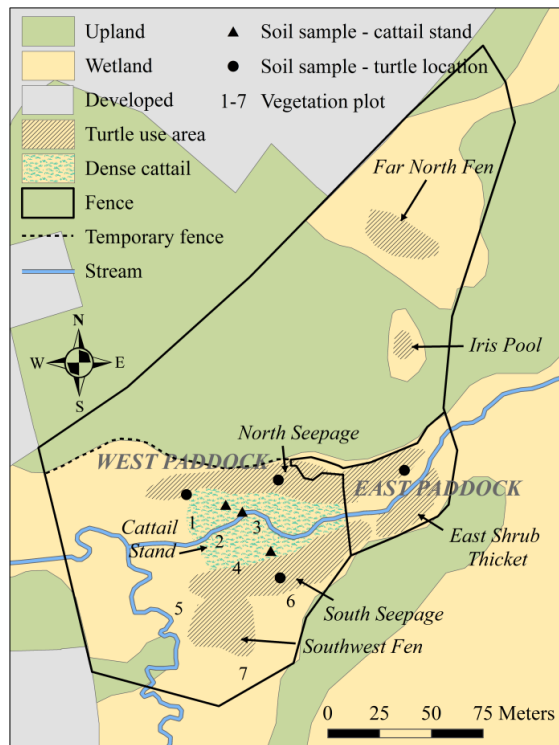 Upland
Wetland
Developed
Turtle use area
Dense cattail
Fence
Temporary fence
Stream
Soil sample - cattail stand
Soil sample - turtle location
1-7 Vegetation plot
Far North Fen
N
W E
S
Iris Pool
North Seepage
WEST PADDOCK
EAST PADDOCK
Cattail
Stand
1
2
3
4
5
6
7
East Shrub
Thicket
South Seepage
Southwest Fen
0 25 50 75 Meters